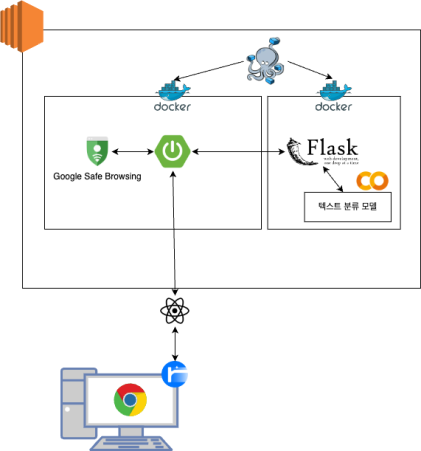 docker
docker
Google Safe Browsing
Flask
web development,
one drop at a time
텍스트 분류 모델